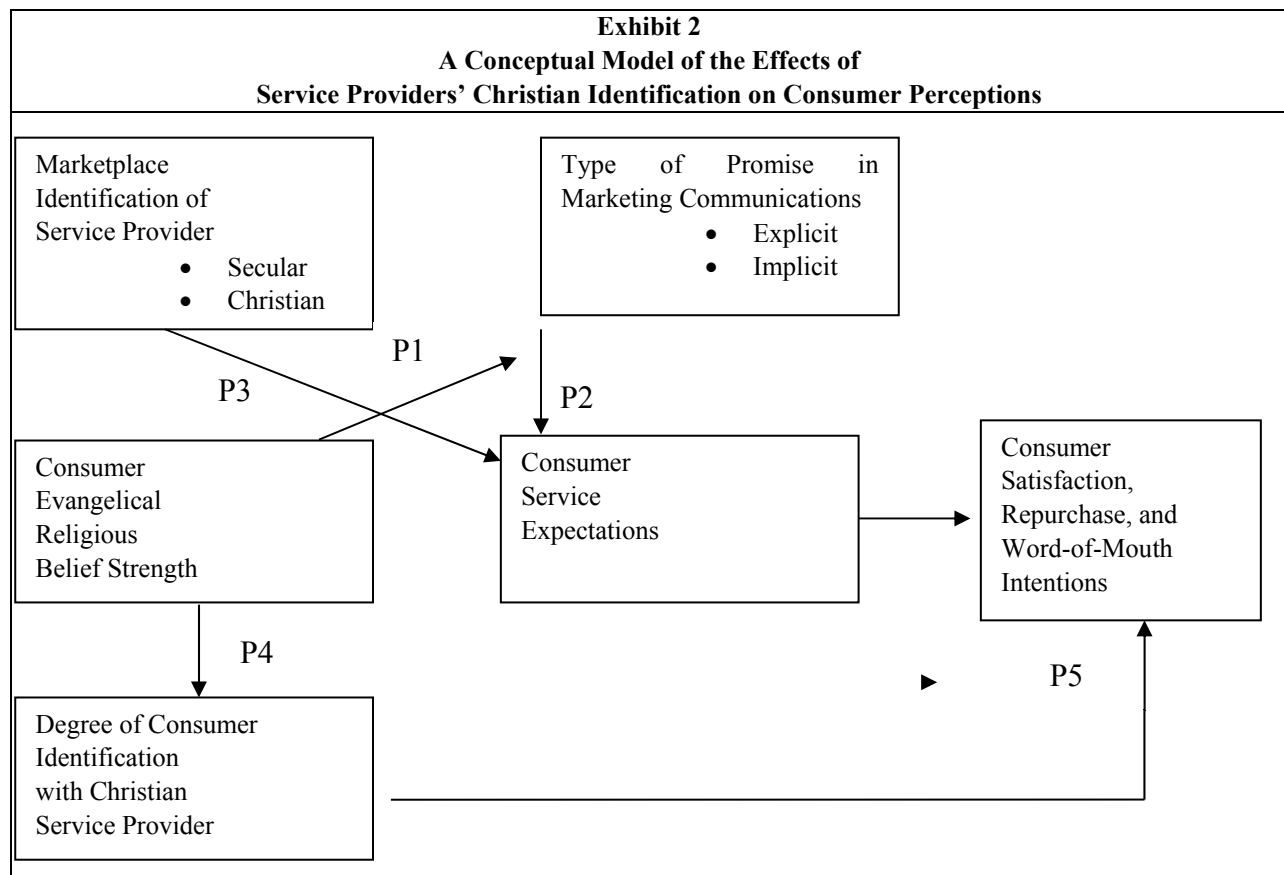 Exhibit 2
A Conceptual Model of the Effects of
Service Providers’ Christian Identification on Consumer Perceptions
Marketplace
Identification of
Service Provider
• Secular
• Christian
Type of Promise in
Marketing Communications
• Explicit
• Implicit
P1
P3
P2
Consumer
Evangelical
Religious
Belief Strength
Consumer
Service
Expectations
Consumer
Satisfaction,
Repurchase, and
Word-of-Mouth
Intentions
P4
P5
Degree of Consumer
Identification
with Christian
Service Provider